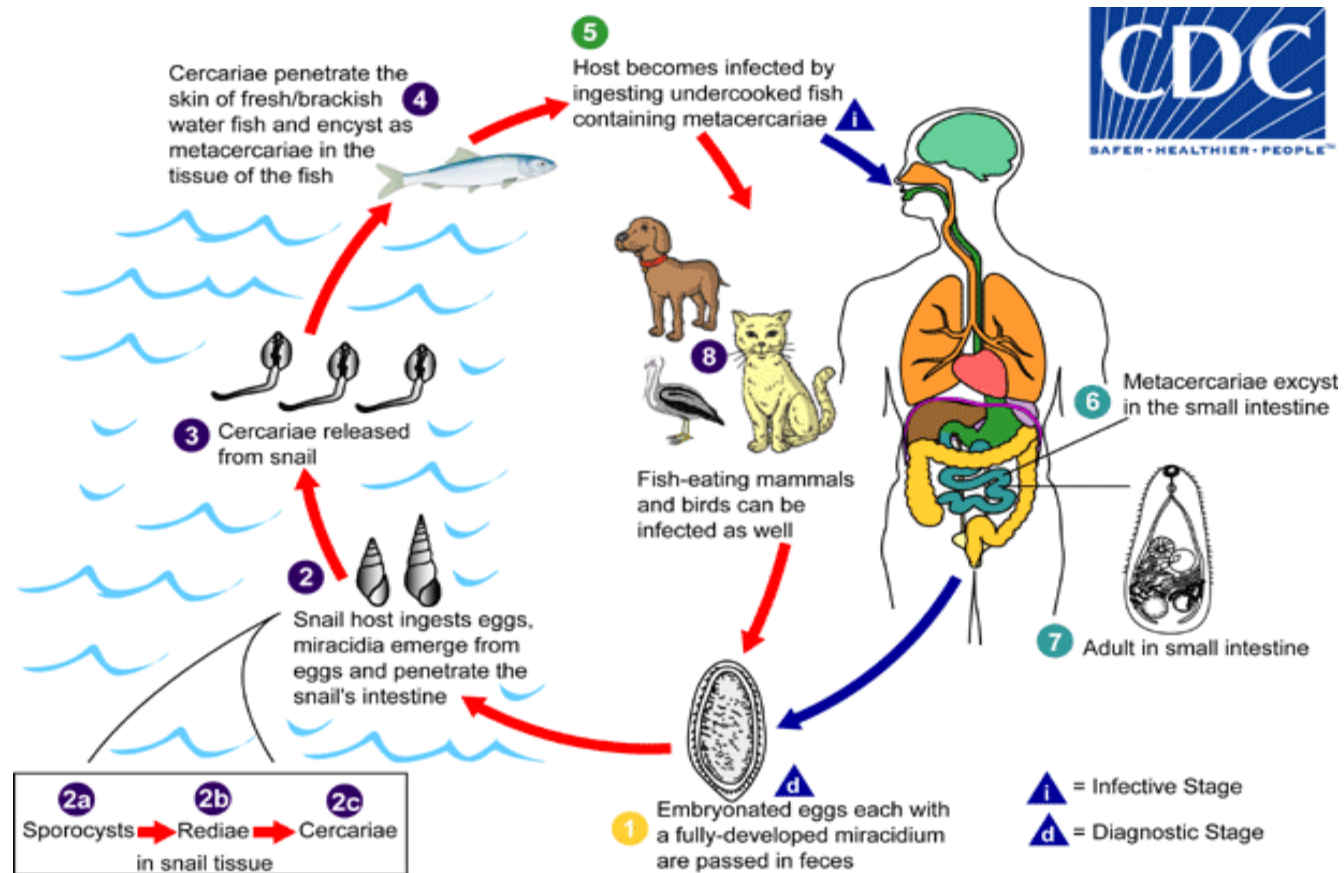 CDC
SAFER•HEALTHIER•PEOPLE™
5
Host becomes infected by
ingesting undercooked fish
containing metacercariae
i
Cercariae penetrate the
skin of fresh/brackish
water fish and encyst as
metacercariae in the
tissue of the fish
4
3
Cercariae released
from snail
2
Snail host ingests eggs,
miracidia emerge from
eggs and penetrate the
snail's intestine
2a
2b
2c
Sporocysts
Rediae
Cercariae
in snail tissue
8
Fish-eating mammals
and birds can be
infected as well
6
Metacercariae excyst
in the small intestine
7
Adult in small intestine
d
1
Embryonated eggs each with
a fully-developed miracidium
are passed in feces
i = Infective Stage
d = Diagnostic Stage